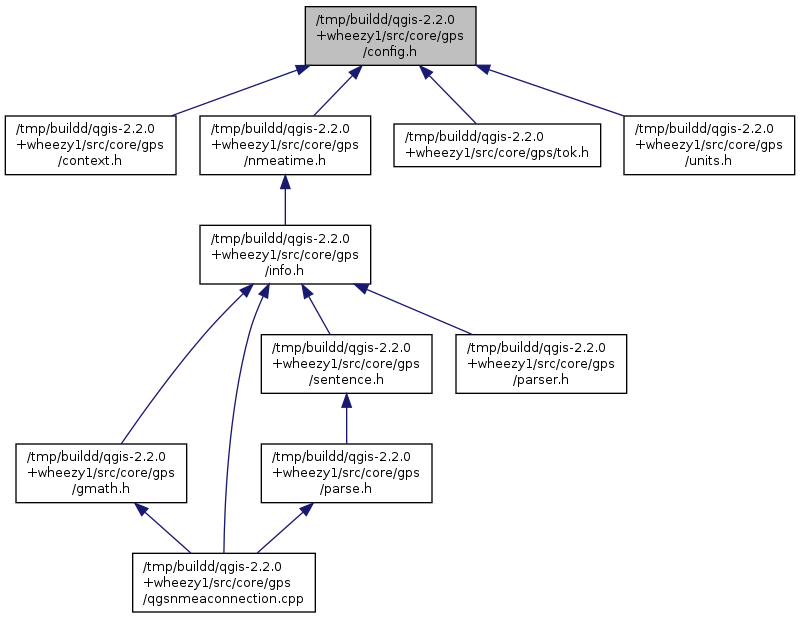 /tmp/buildd/qgis-2.2.0
+wheezy1/src/core/gps
/config.h
/tmp/buildd/qgis-2.2.0
+wheezy1/src/core/gps
/context.h
/tmp/buildd/qgis-2.2.0
+wheezy1/src/core/gps
/nmeatime.h
/tmp/buildd/qgis-2.2.0
+wheezy1/src/core/gps/tok.h
/tmp/buildd/qgis-2.2.0
+wheezy1/src/core/gps
/units.h
/tmp/buildd/qgis-2.2.0
+wheezy1/src/core/gps
/info.h
/tmp/buildd/qgis-2.2.0
+wheezy1/src/core/gps
/sentence.h
/tmp/buildd/qgis-2.2.0
+wheezy1/src/core/gps
/parser.h
/tmp/buildd/qgis-2.2.0
+wheezy1/src/core/gps
/gmath.h
/tmp/buildd/qgis-2.2.0
+wheezy1/src/core/gps
/parse.h
/tmp/buildd/qgis-2.2.0
+wheezy1/src/core/gps
/qgsnmeaconnection.cpp